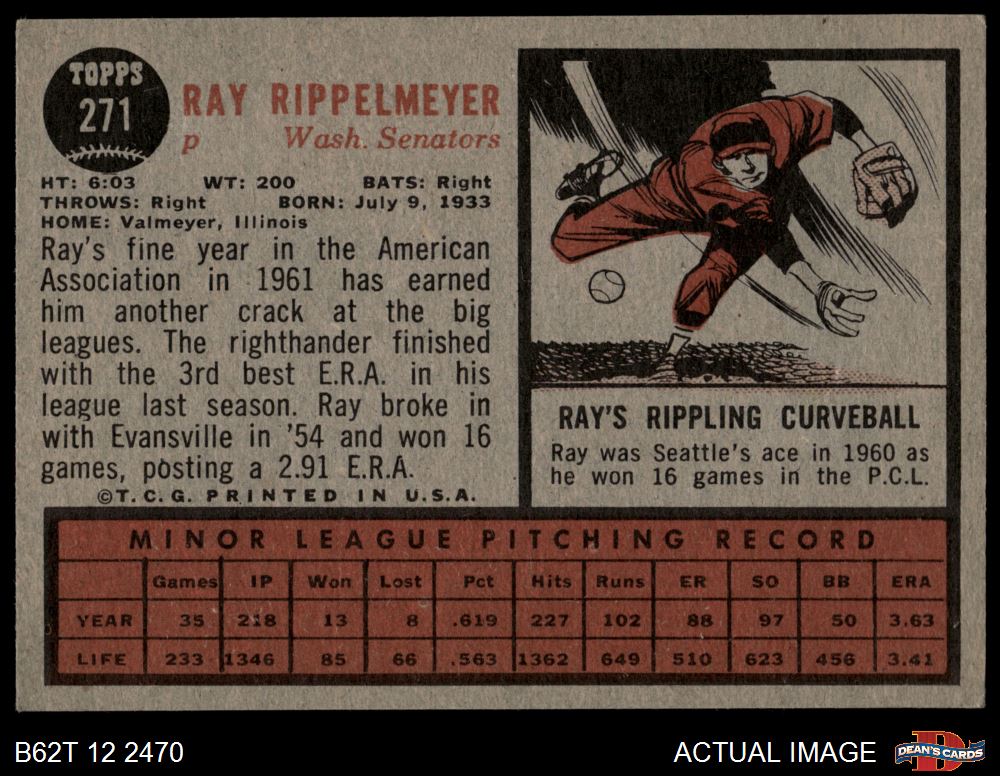 TOPPS
271
RAY RIPPELMEYER
p Wash. Senators
HT: 6:03 WT: 200 BATS: Right
THROWS: Right BORN: July 9, 1933
HOME: Valmeyer, Illinois
Ray's fine year in the American
Association in 1961 has earned
him another crack at the big
leagues. The righthander finished
with the 3rd best E.R.A. in his
league last season. Ray broke in
with Evansville in '54 and won 16
games, posting a 2.91 E.R.A.
©T.C.G. PRINTED IN U.S.A.
RAY'S RIPPLING CURVEBALL
Ray was Seattle's ace in 1960 as
he won 16 games in the P.C.L.
MINOR LEAGUE PITCHING RECORD
Games IP Won Lost Pct Hits Runs ER SO BB ERA
YEAR 35 218 13 8 .619 227 102 88 97 50 3.63
LIFE 233 1346 85 66 .563 1362 649 510 623 456 3.41
B62T 12 2470 ACTUAL IMAGE D DEAN'S CARDS